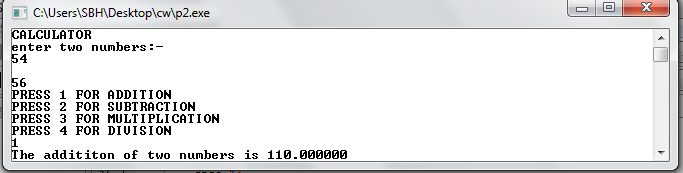 C:\Users\SBH\Desktop\cw\p2.exe
CALCULATOR
enter two numbers:-
54
56
PRESS 1 FOR ADDITION
PRESS 2 FOR SUBTRACTION
PRESS 3 FOR MULTIPLICATION
PRESS 4 FOR DIVISION
1
The addititon of two numbers is 110.000000